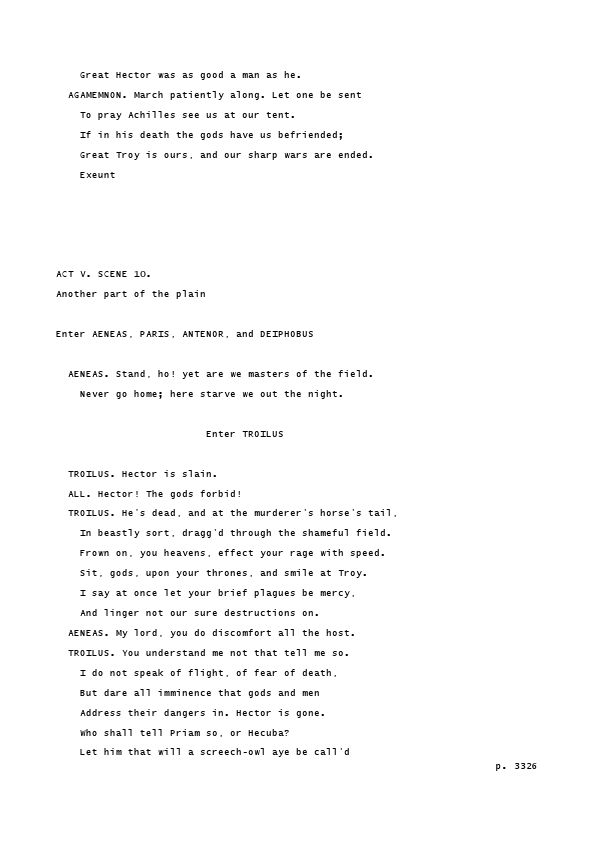 Great Hector was as good a man as he.
AGAMEMNON. March patiently along. Let one be sent
To pray Achilles see us at our tent.
If in his death the gods have us befriended;
Great Troy is ours, and our sharp wars are ended.
Exeunt
ACT V. SCENE 10.
Another part of the plain
Enter AENEAS, PARIS, ANTENOR, and DEIPHOBUS
AENEAS. Stand, ho! yet are we masters of the field.
Never go home; here starve we out the night.
Enter TROILUS
TROILUS. Hector is slain.
ALL. Hector! The gods forbid!
TROILUS. He's dead, and at the murderer's horse's tail,
In beastly sort, dragg'd through the shameful field.
Frown on, you heavens, effect your rage with speed.
Sit, gods, upon your thrones, and smile at Troy.
I say at once let your brief plagues be mercy,
And linger not our sure destructions on.
AENEAS. My lord, you do discomfort all the host.
TROILUS. You understand me not that tell me so.
I do not speak of flight, of fear of death,
But dare all imminence that gods and men
Address their dangers in. Hector is gone.
Who shall tell Priam so, or Hecuba?
Let him that will a screech-owl aye be call'd
p. 3326